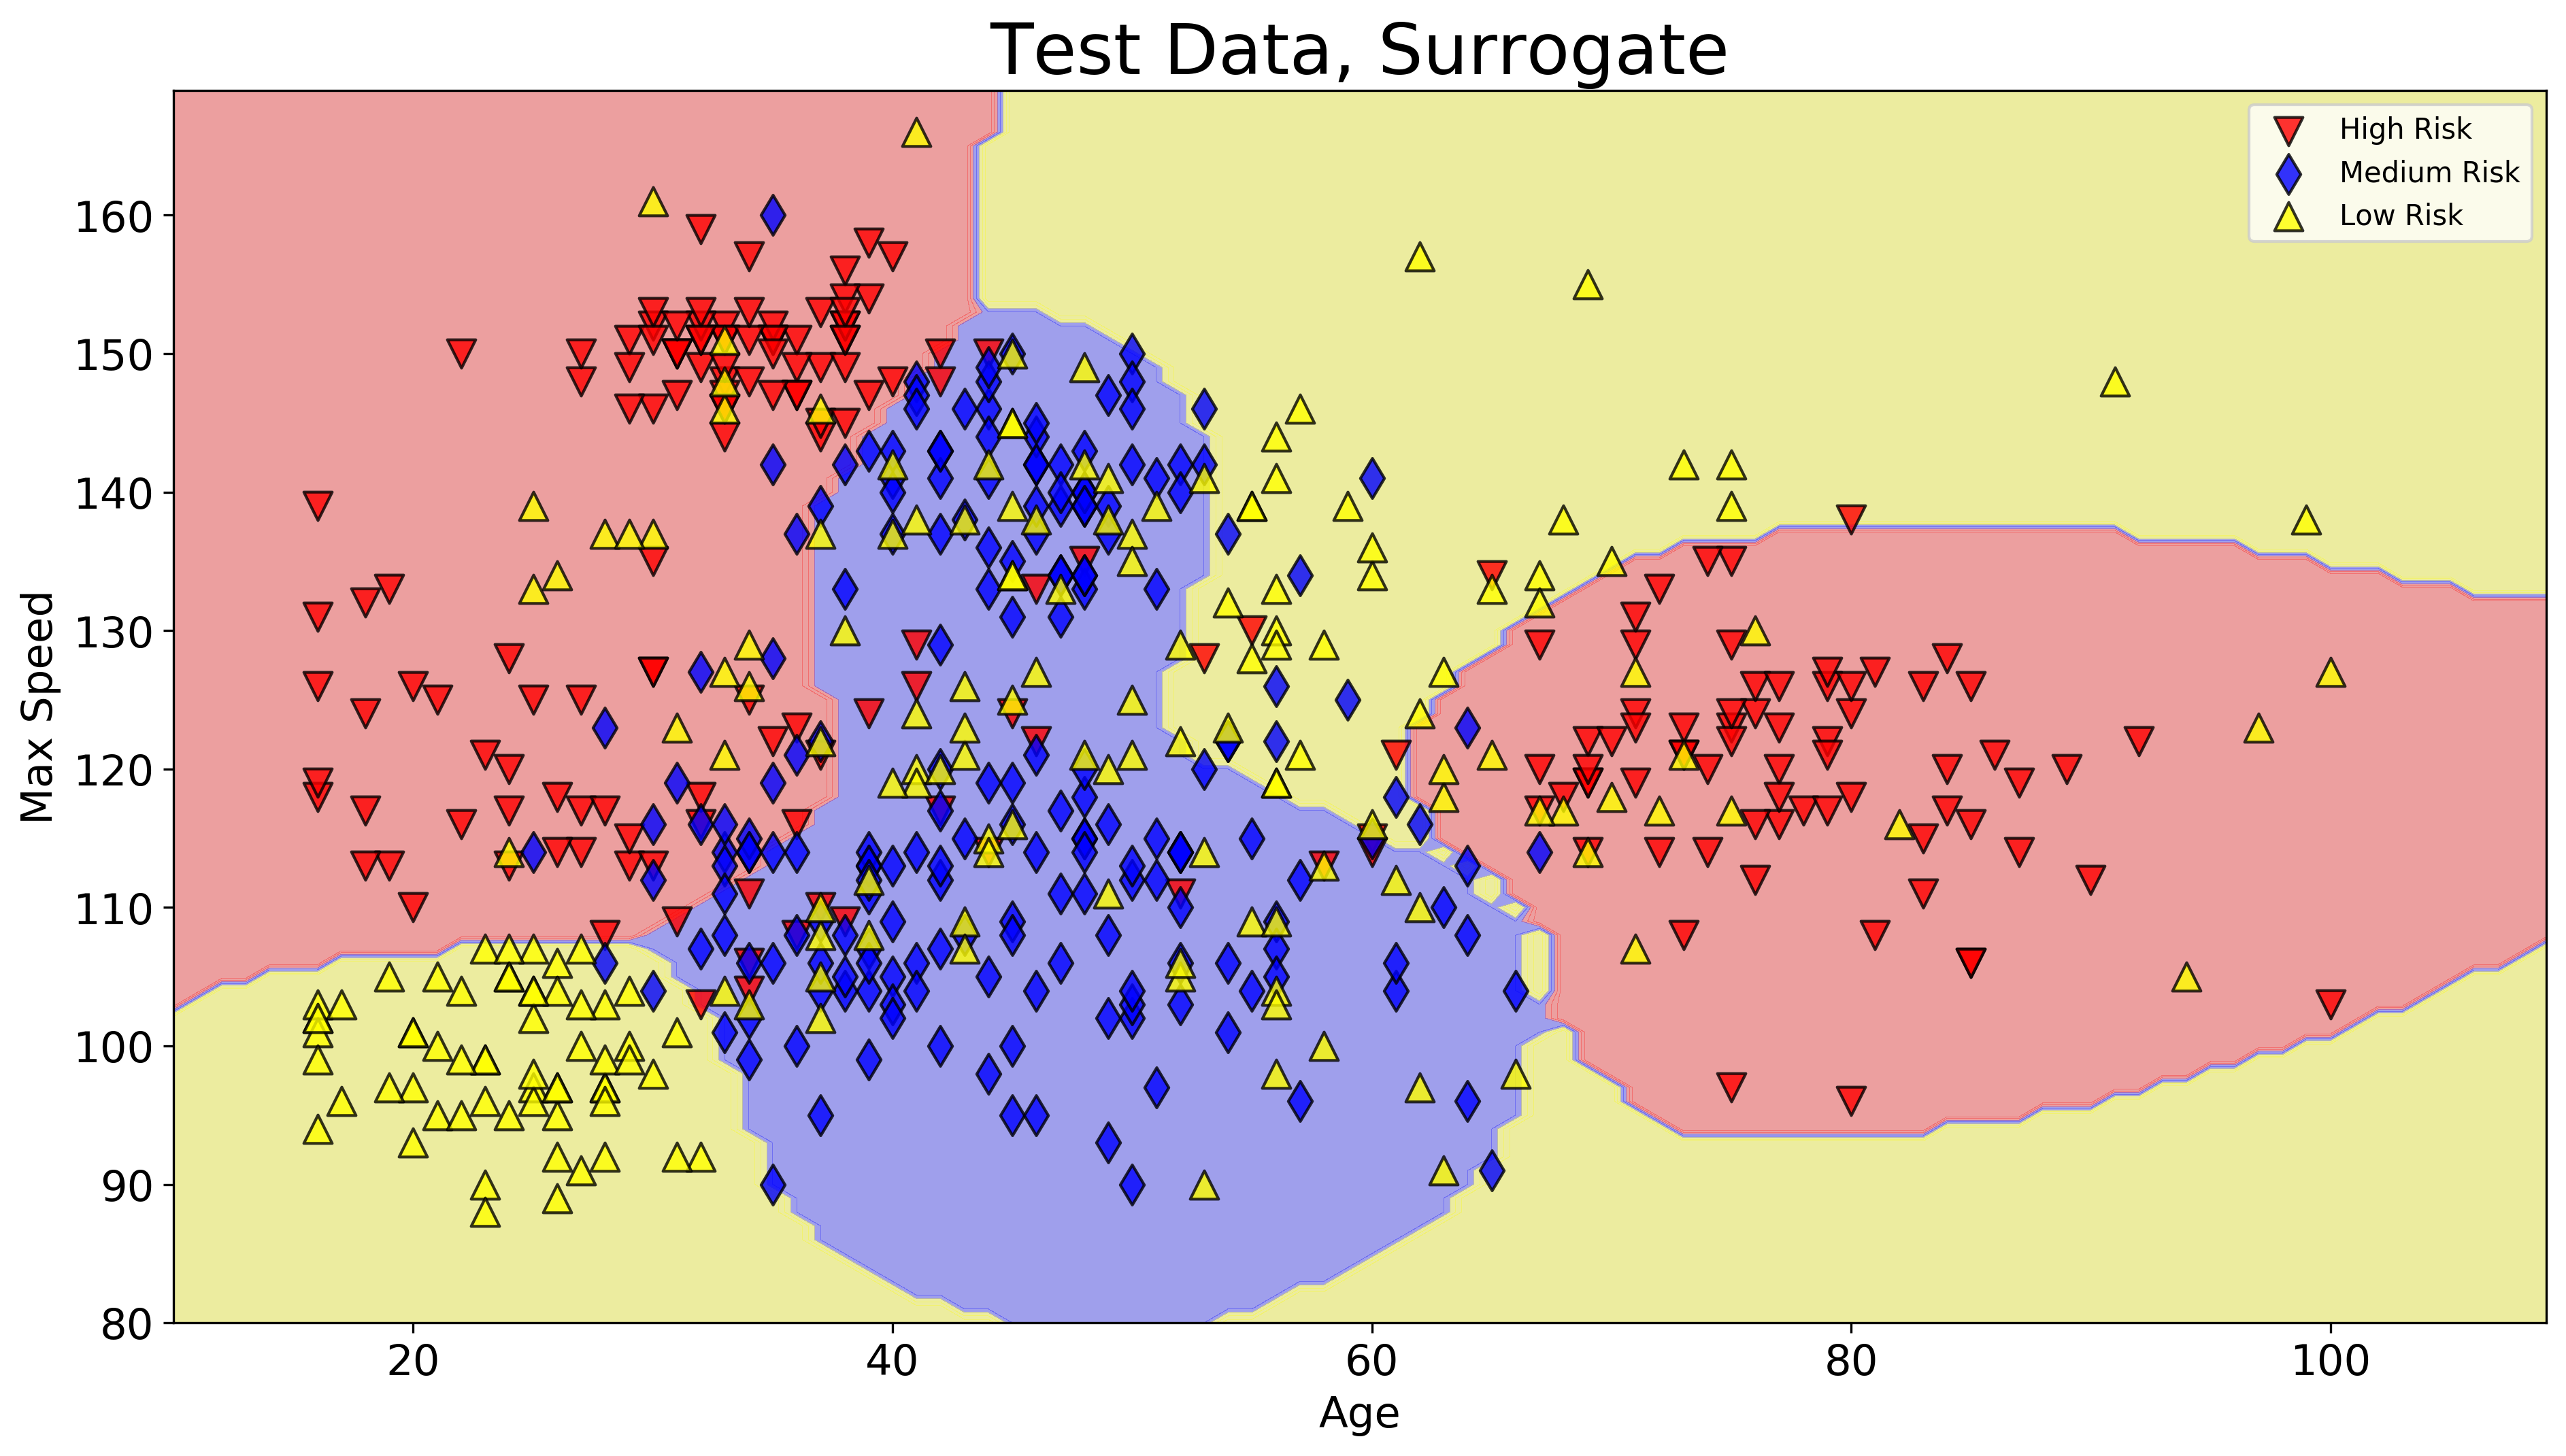 Test Data, Surrogate
High Risk
Medium Risk
Low Risk
160
150
140
130
120
110
100
90
80
Max Speed
20 40 60 80 100
Age